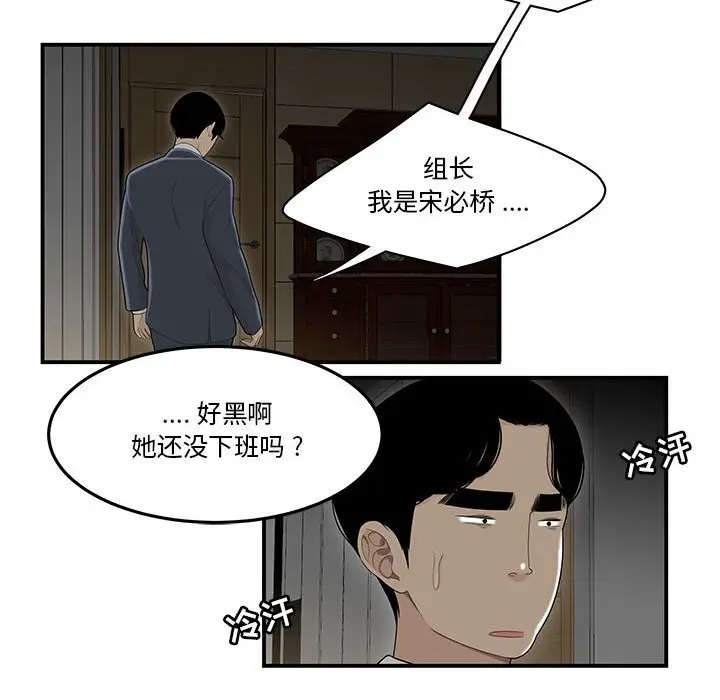 组长
我是宋必桥....
....好黑啊
她还没下班吗?
冷汗
冷汗